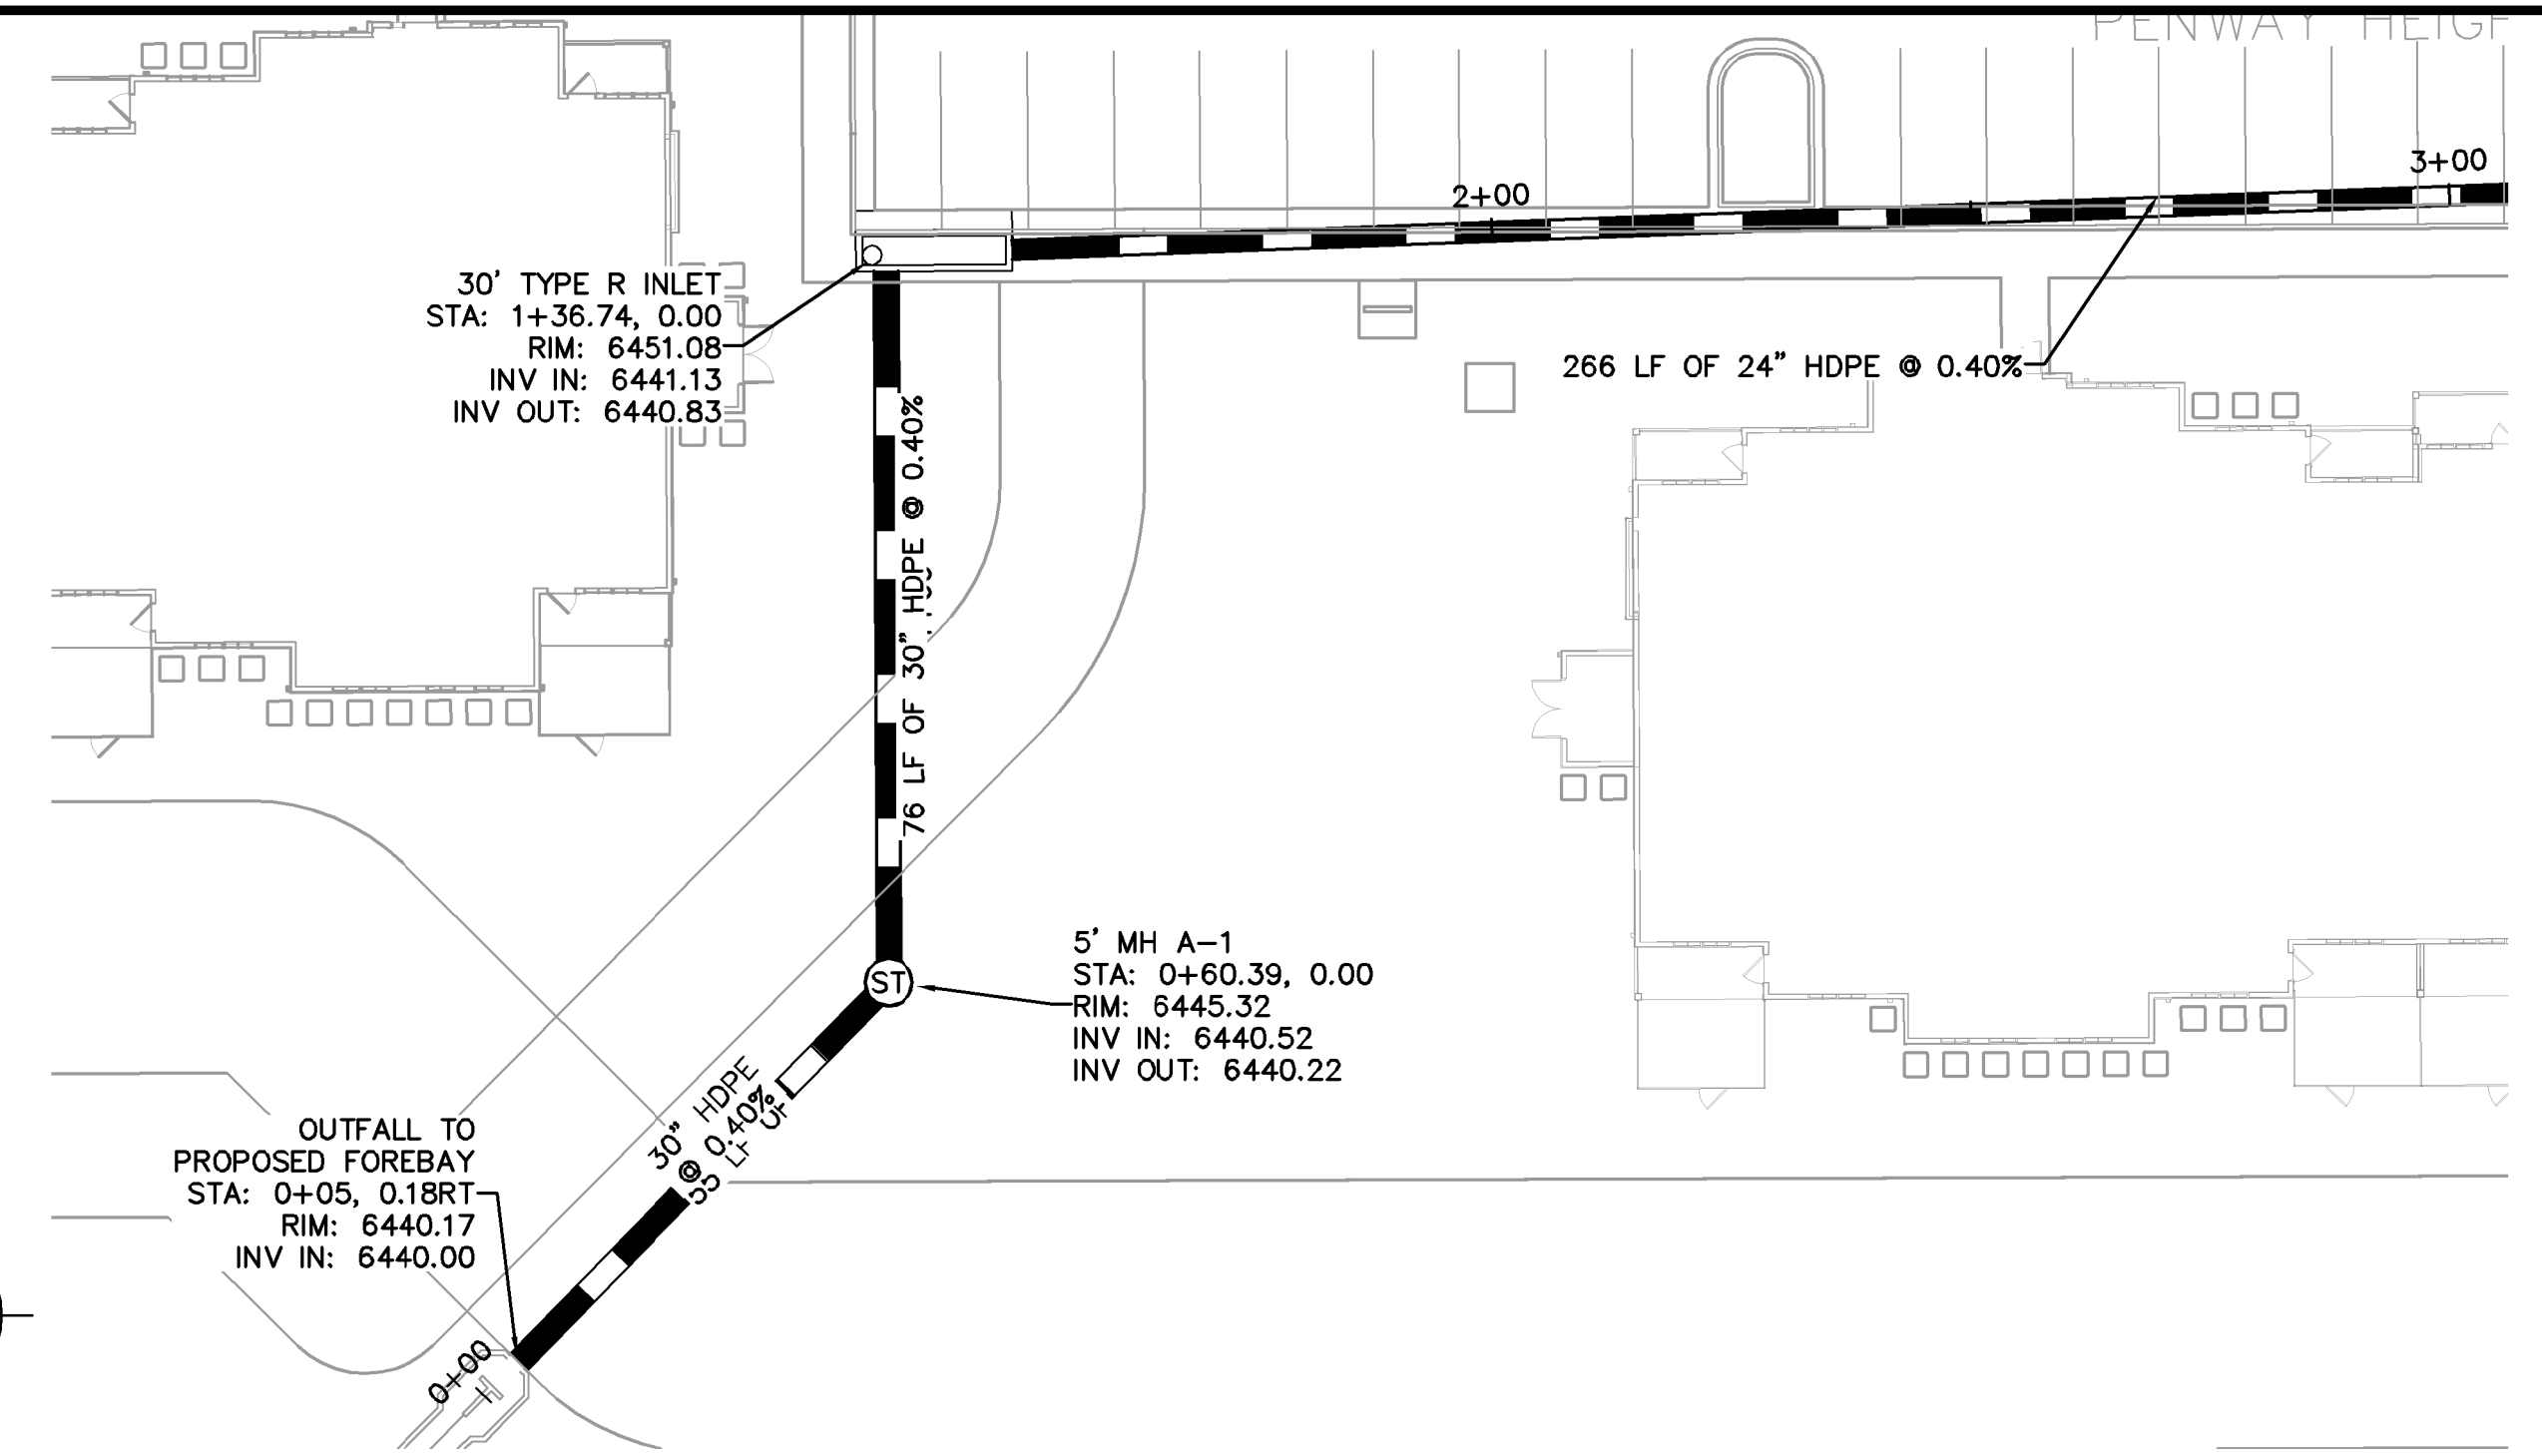 PENWAY
3+00
2+00
30' TYPE R INLET
STA: 1+36.74, 0.00
RIM: 6451.08
INV IN: 6441.13
INV OUT: 6440.83
266 LF OF 24" HDPE @ 0.40%
76 LF OF 30" HDPE @ 0.40%
ST
5' MH A-1
STA: 0+60.39, 0.00
RIM: 6445.32
INV IN: 6440.52
INV OUT: 6440.22
55 LF OF
30" HDPE
@ 0.40%
OUTFALL TO
PROPOSED FOREBAY
STA: 0+05, 0.18RT
RIM: 6440.17
INV IN: 6440.00
0+00